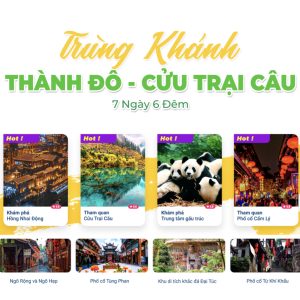 Trùng Khánh
THÀNH ĐÔ - CỬU TRẠI CÂU
7 Ngày 6 Đêm
Hot !
Hot !
Hot !
Hot !
Khám phá
Hồng Nhai Động
Tham quan
Cửu Trại Câu
Khám phá
Trung tâm gấu trúc
Tham quan
Phố cổ Cẩm Lý
Ngõ Rộng và Ngõ Hẹp
Phố cổ Tùng Phan
Khu di tích khắc đá Đại Túc
Phố cổ Từ Khí Khẩu